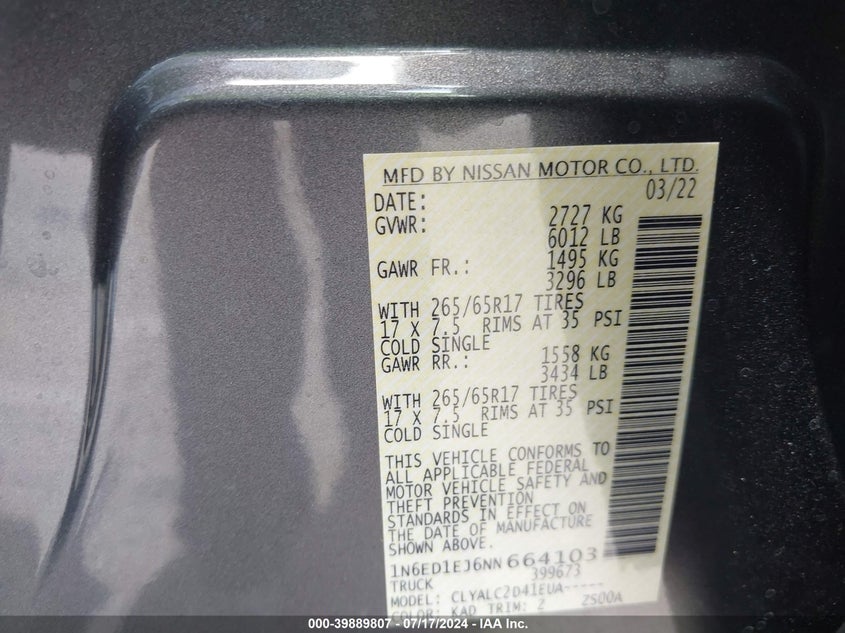 MFD BY NISSAN MOTOR CO., LTD.
DATE: 03/22
GVWR: 2727 KG
6012 LB
GAWR FR.: 1495 KG
3296 LB
WITH 265/65R17 TIRES
17 X 7.5 RIMS AT 35 PSI
COLD SINGLE
GAWR RR.: 1558 KG
3434 LB
WITH 265/65R17 TIRES
17 X 7.5 RIMS AT 35 PSI
COLD SINGLE
THIS VEHICLE CONFORMS TO
ALL APPLICABLE FEDERAL
MOTOR VEHICLE SAFETY AND
THEFT PREVENTION
STANDARDS IN EFFECT ON
THE DATE OF MANUFACTURE
SHOWN ABOVE.
1N6ED1EJ6NN664103
TRUCK 399673
MODEL: CLYALC2D41EUA-----
COLOR: KAD TRIM: 2 2S00A
000-39889807 - 07/17/2024 - IAA Inc.